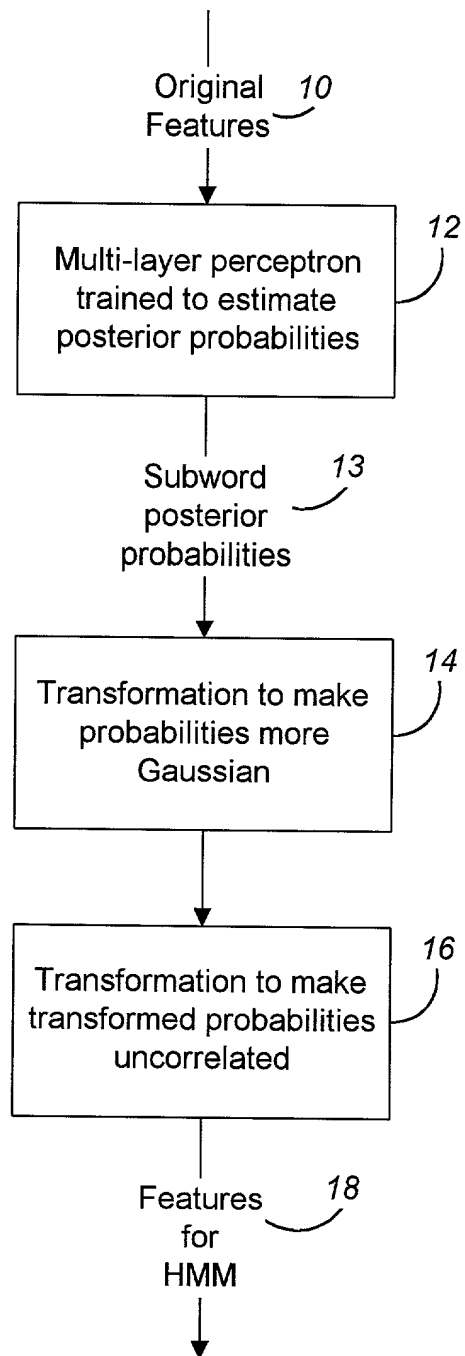 Original 10
Features
12
Multi-layer perceptron
trained to estimate
posterior probabilities
13
Subword
posterior
probabilities
14
Transformation to make
probabilities more
Gaussian
16
Transformation to make
transformed probabilities
uncorrelated
18
Features
for
HMM